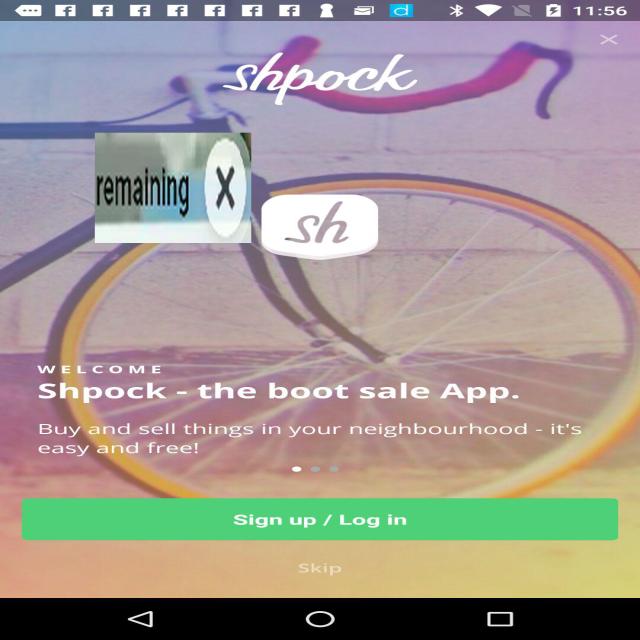 11:56
shpock
remaining X
sh
WELCOME
Shpock - the boot sale App.
Buy and sell things in your neighbourhood - it's
easy and free!
Sign up / Log in
Skip